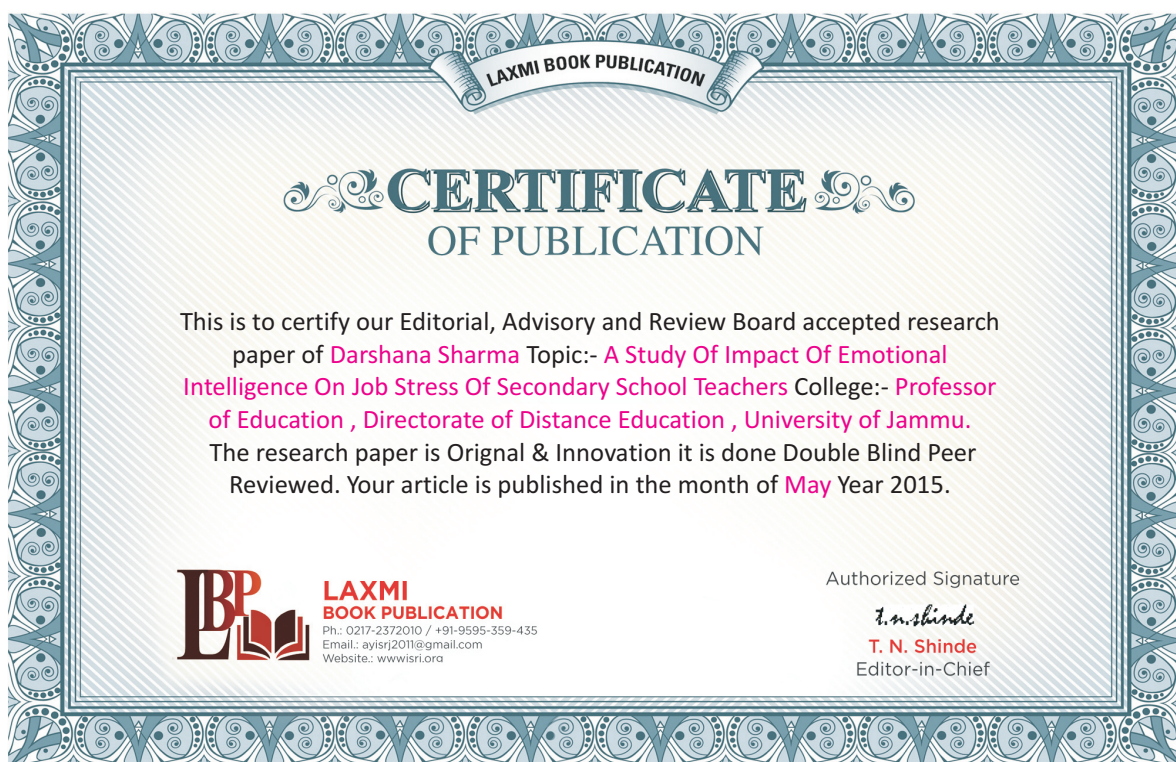 LAXMI BOOK PUBLICATION
CERTIFICATE
OF PUBLICATION
This is to certify our Editorial, Advisory and Review Board accepted research
paper of Darshana Sharma Topic:- A Study Of Impact Of Emotional
Intelligence On Job Stress Of Secondary School Teachers College:- Professor
of Education , Directorate of Distance Education , University of Jammu.
The research paper is Orignal & Innovation it is done Double Blind Peer
Reviewed. Your article is published in the month of May Year 2015.
LBP
LAXMI
BOOK PUBLICATION
Ph.: 0217-2372010 / +91-9595-359-435
Email.: ayisrj2011@gmail.com
Website.: wwwisri.org
Authorized Signature
t.n.shinde
T. N. Shinde
Editor-in-Chief